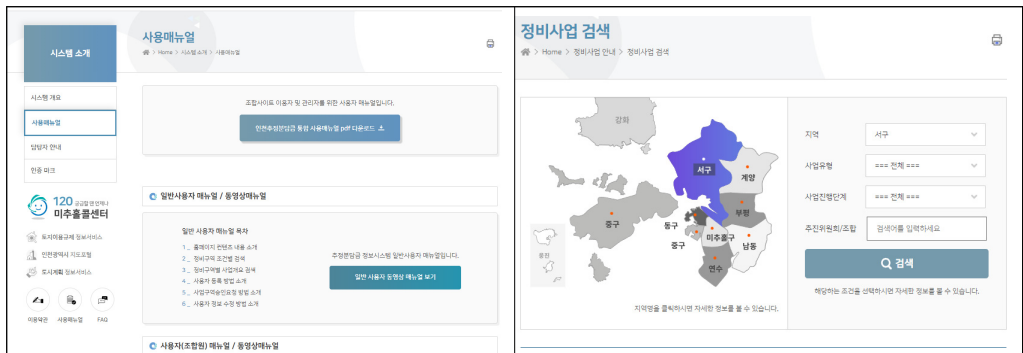 시스템 소개
시스템 개요
사용매뉴얼
담당자 안내
인증 마크
120 궁금할 땐 언제나
미추홀콜센터
토지이용규제 정보서비스
인천광역시 지도포털
도시계획 정보서비스
이용약관 사용매뉴얼 FAQ
사용매뉴얼
> Home > 시스템 소개 > 사용매뉴얼
조합사이트 이용자 및 관리자를 위한 사용자 매뉴얼입니다.
인천추정분담금 통합 사용매뉴얼 pdf 다운로드
일반사용자 매뉴얼 / 동영상매뉴얼
일반 사용자 매뉴얼 목차
1 _ 홈페이지 컨텐츠 내용 소개
2 _ 정비구역 조건별 검색
3 _ 정비구역별 사업개요 검색
4 _ 사용자 등록 방법 소개
5 _ 사업구역승인요청 방법 소개
6 _ 사용자 정보 수정 방법 소개
추정분담금 정보시스템 일반사용자 매뉴얼입니다.
일반 사용자 동영상 매뉴얼 보기
사용자(조합원) 매뉴얼 / 동영상매뉴얼
정비사업 검색
> Home > 정비사업 안내 > 정비사업 검색
강화
서구
계양
부평
중구
동구
미추홀구
중구
남동
연수
옹진
지역명을 클릭하시면 자세한 정보를 볼 수 있습니다.
지역 서구
사업유형 === 전체 ===
사업진행단계 === 전체 ===
추진위원회/조합 검색어를 입력하세요
검색
해당하는 조건을 선택하시면 자세한 정보를 볼 수 있습니다.